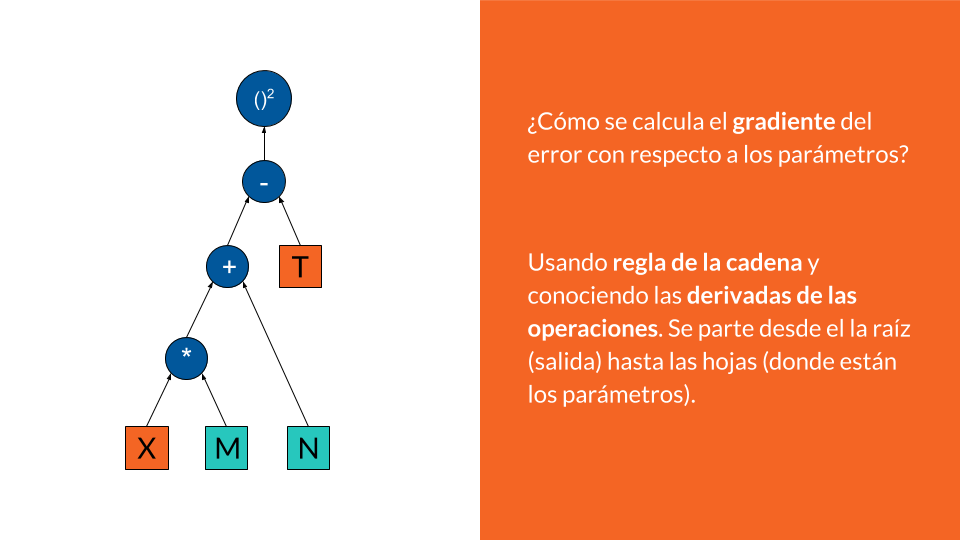 ()²
-
+
T
*
X
M
N
¿Cómo se calcula el gradiente del
error con respecto a los parámetros?
Usando regla de la cadena y
conociendo las derivadas de las
operaciones. Se parte desde el la raíz
(salida) hasta las hojas (donde están
los parámetros).